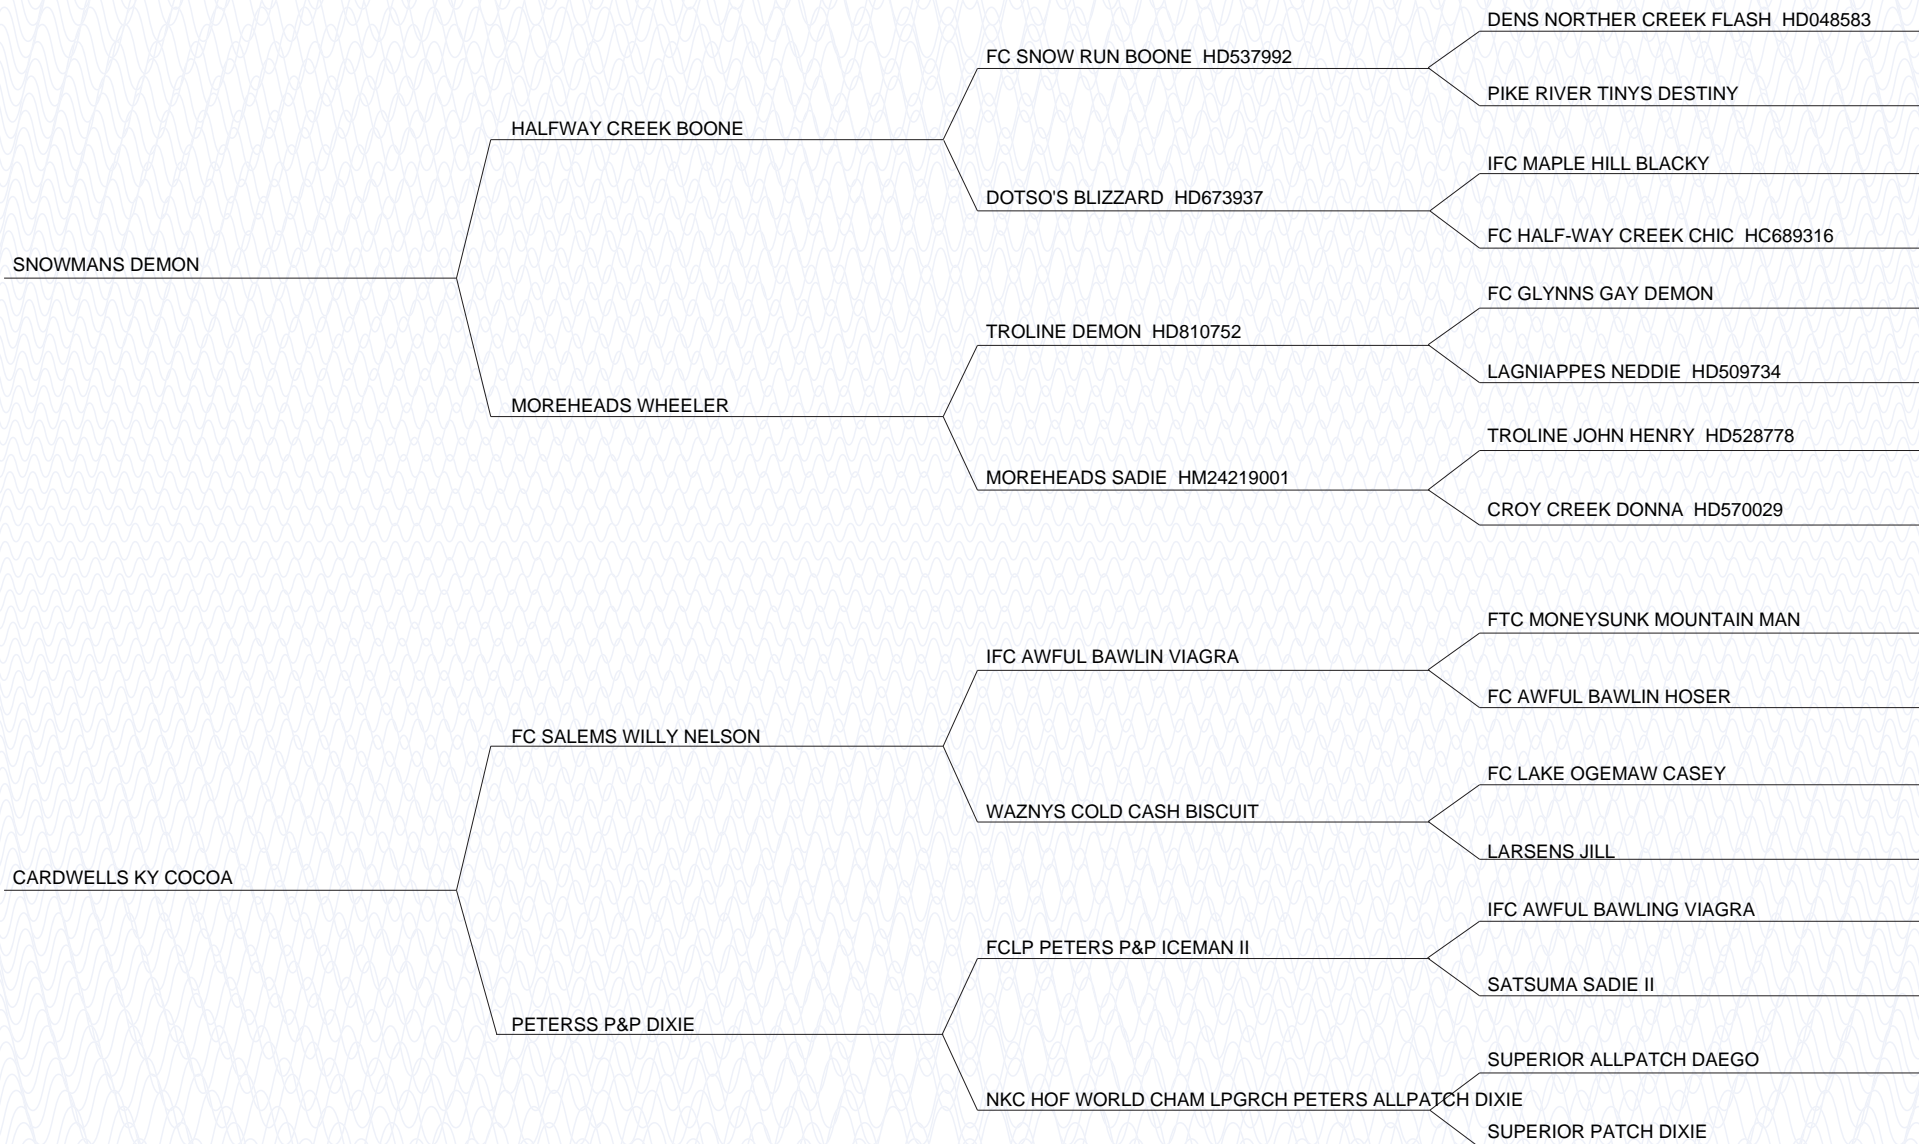 DENS NORTHER CREEK FLASH HD048583
FC SNOW RUN BOONE HD537992
PIKE RIVER TINYS DESTINY
HALFWAY CREEK BOONE
IFC MAPLE HILL BLACKY
DOTSO'S BLIZZARD HD673937
FC HALF-WAY CREEK CHIC HC689316
SNOWMANS DEMON
FC GLYNNS GAY DEMON
TROLINE DEMON HD810752
LAGNIAPPES NEDDIE HD509734
MOREHEADS WHEELER
TROLINE JOHN HENRY HD528778
MOREHEADS SADIE HM24219001
CROY CREEK DONNA HD570029
FTC MONEYSUNK MOUNTAIN MAN
IFC AWFUL BAWLIN VIAGRA
FC AWFUL BAWLIN HOSER
FC SALEMS WILLY NELSON
FC LAKE OGEMAW CASEY
WAZNYS COLD CASH BISCUIT
LARSENS JILL
CARDWELLS KY COCOA
IFC AWFUL BAWLING VIAGRA
FCLP PETERS P&P ICEMAN II
SATSUMA SADIE II
PETERSS P&P DIXIE
SUPERIOR ALLPATCH DAEGO
NKC HOF WORLD CHAM LPGRCH PETERS ALLPATCH DIXIE
SUPERIOR PATCH DIXIE